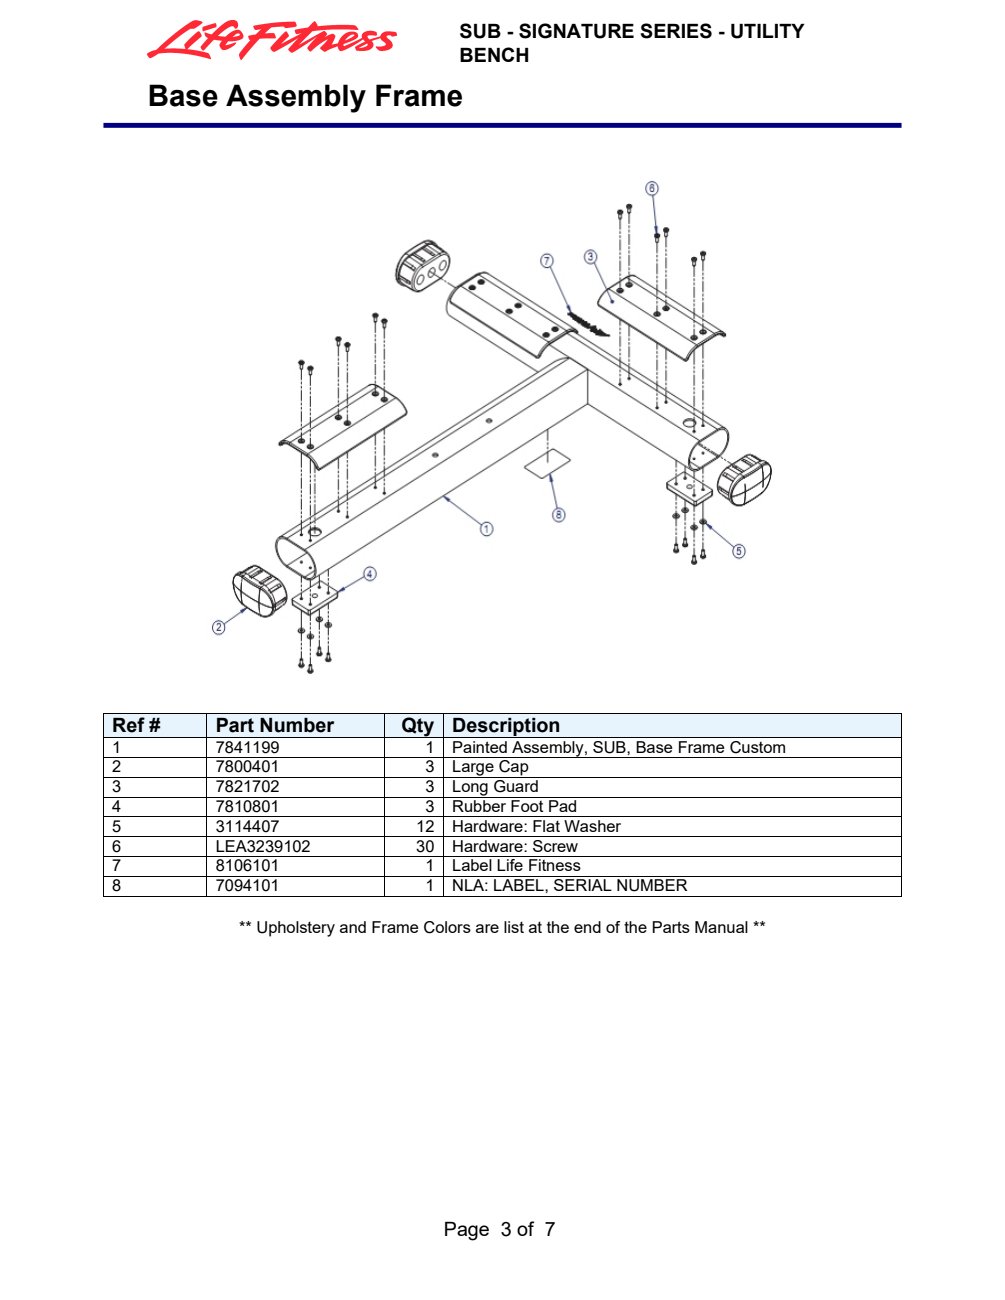 Life Fitness
SUB - SIGNATURE SERIES - UTILITY
BENCH
Base Assembly Frame
6
3
7
8
1
5
4
2
Ref # Part Number Qty Description
1 7841199 1 Painted Assembly, SUB, Base Frame Custom
2 7800401 3 Large Cap
3 7821702 3 Long Guard
4 7810801 3 Rubber Foot Pad
5 3114407 12 Hardware: Flat Washer
6 LEA3239102 30 Hardware: Screw
7 8106101 1 Label Life Fitness
8 7094101 1 NLA: LABEL, SERIAL NUMBER
** Upholstery and Frame Colors are list at the end of the Parts Manual **
Page 3 of 7